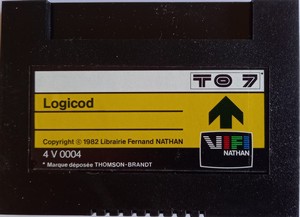 TO 7*
Logicod
Copyright © 1982 Librairie Fernand NATHAN
4 V 0004
* Marque déposée THOMSON-BRANDT
VIFI
NATHAN